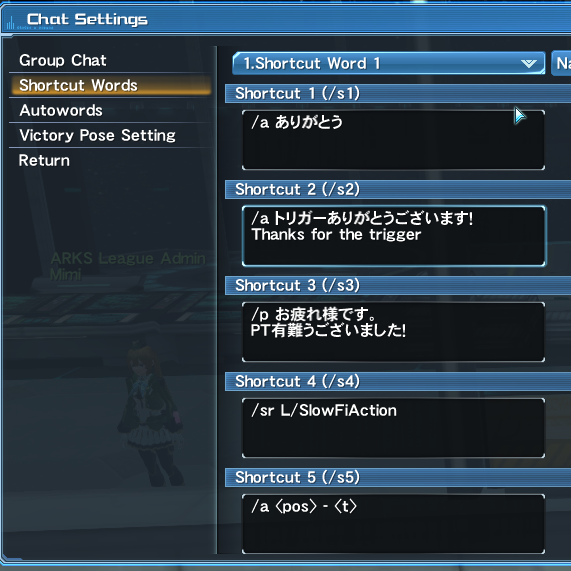 Chat Settings
Group Chat
Shortcut Words
Autowords
Victory Pose Setting
Return
ARKS League Admin
Mimi
1.Shortcut Word 1
Na
Shortcut 1 (/s1)
/a ありがとう
Shortcut 2 (/s2)
/a トリガーありがとうございます!
Thanks for the trigger
Shortcut 3 (/s3)
/p お疲れ様です。
PT有難うございました!
Shortcut 4 (/s4)
/sr L/SlowFiAction
Shortcut 5 (/s5)
/a 〈pos〉 - 〈t〉